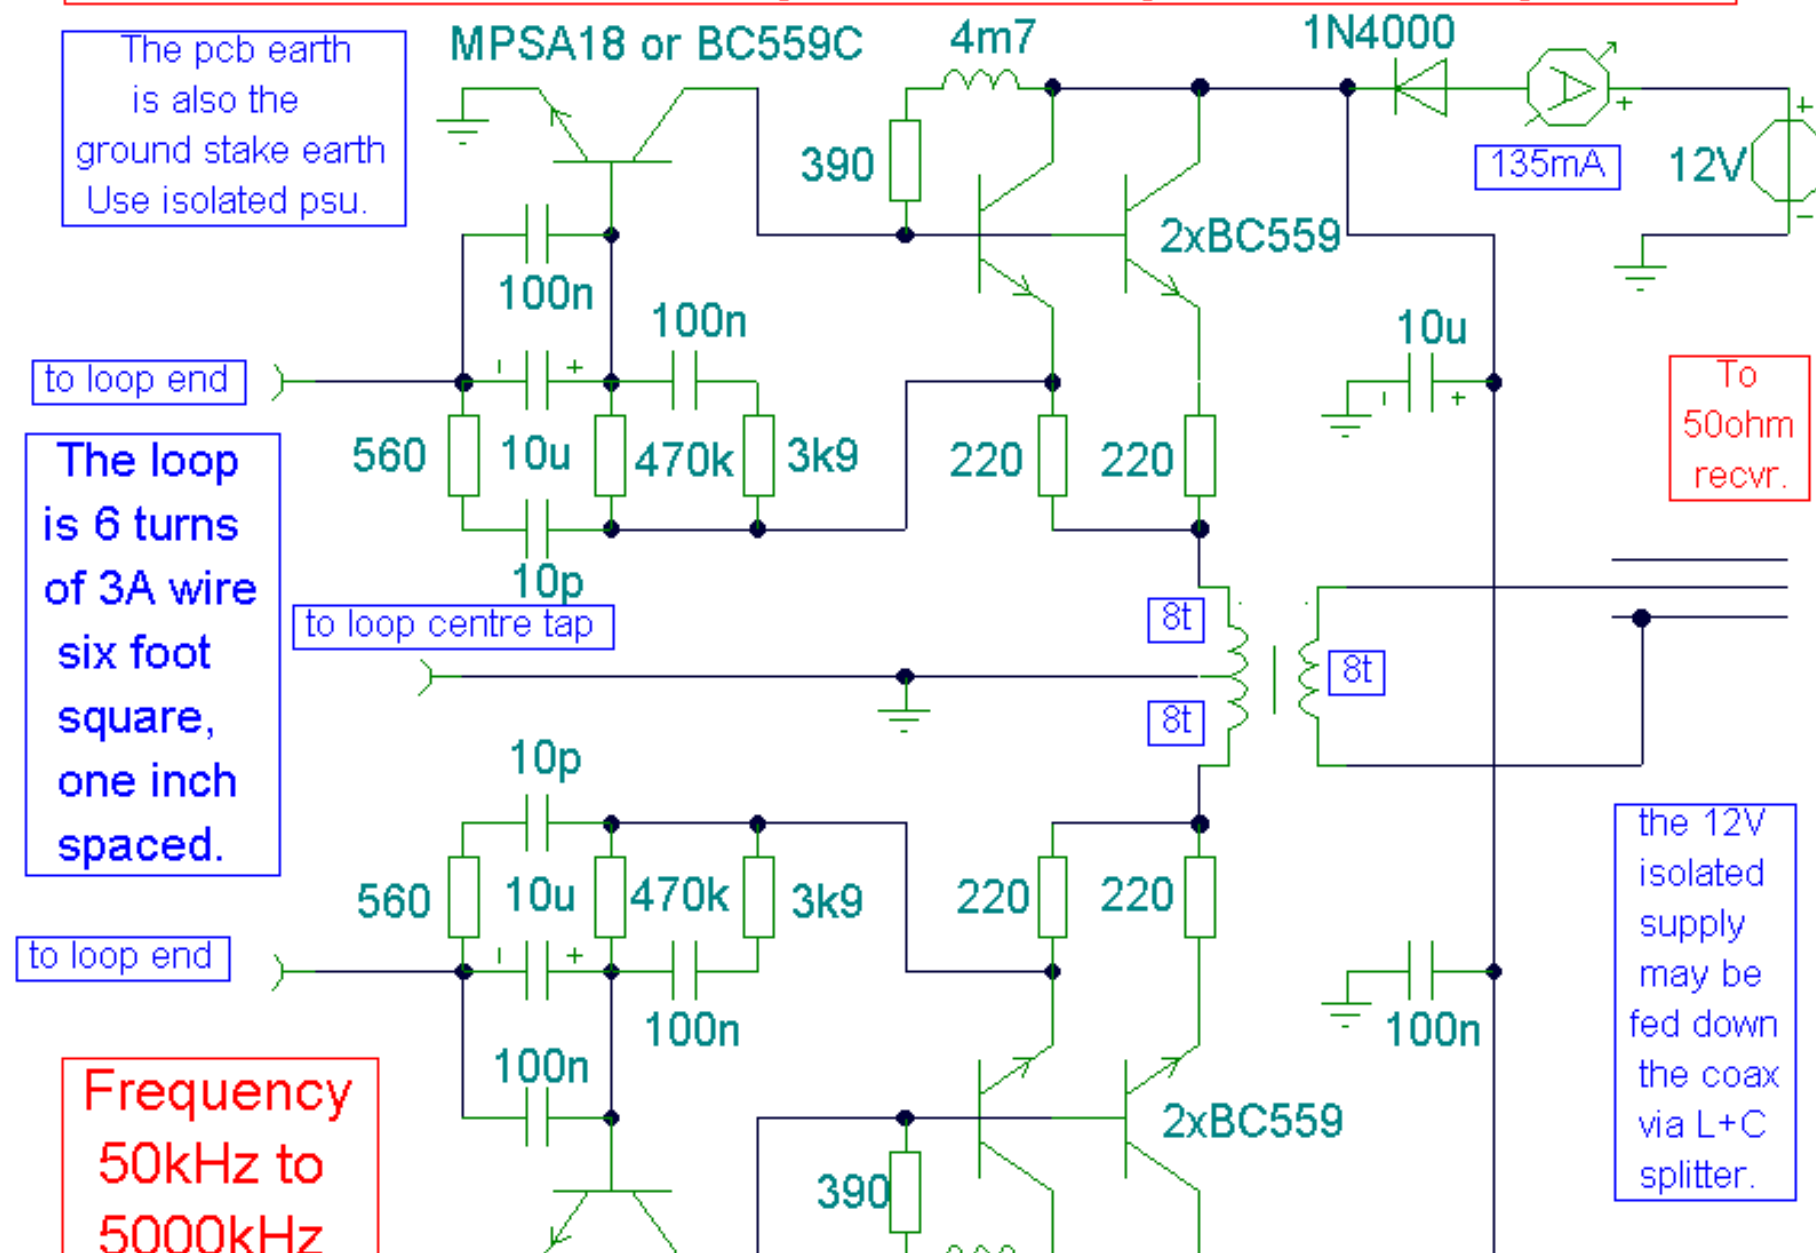 The pcb earth
is also the
ground stake earth
Use isolated psu.
MPSA18 or BC559C
4m7
1N4000
390
135mA
12V
+
+
-
2xBC559
100n
100n
10u
to loop end
- +
- +
To
50ohm
recvr.
560
10u
470k
3k9
220
220
The loop
is 6 turns
of 3A wire
six foot
square,
one inch
spaced.
10p
to loop centre tap
8t
8t
8t
10p
the 12V
isolated
supply
may be
fed down
the coax
via L+C
splitter.
560
10u
470k
3k9
220
220
to loop end
- +
100n
100n
100n
Frequency
50kHz to
5000kHz
2xBC559
390